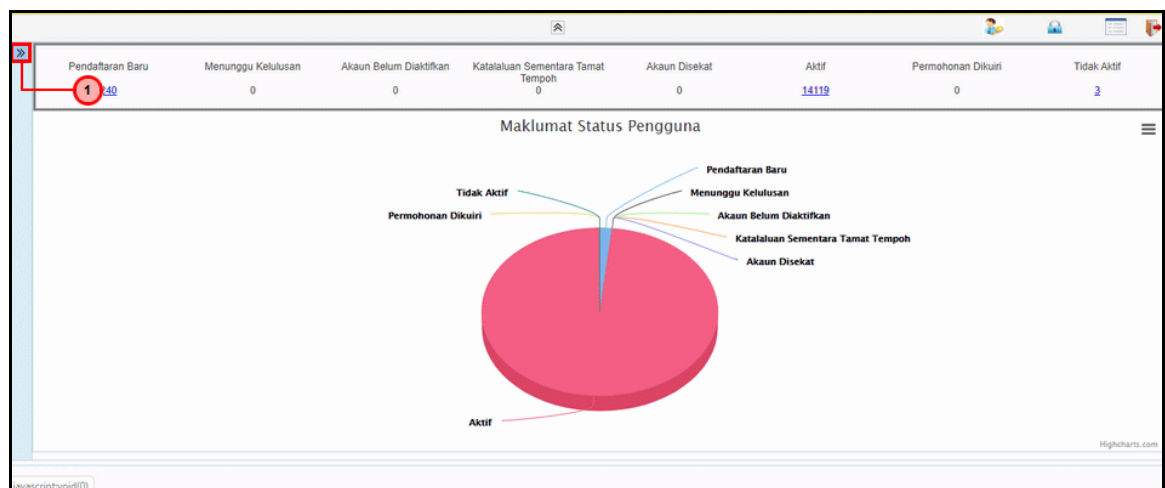 Pendaftaran Baru Menunggu Kelulusan Akaun Belum Diaktifkan Katalaluan Sementara Tamat Tempoh Akaun Disekat Aktif Permohonan Dikuiri Tidak Aktif
1 240 0 0 0 0 14119 0 3
Maklumat Status Pengguna
Pendaftaran Baru
Tidak Aktif
Menunggu Kelulusan
Permohonan Dikuiri
Akaun Belum Diaktifkan
Katalaluan Sementara Tamat Tempoh
Akaun Disekat
Aktif
Highcharts.com
javascript:void(0)